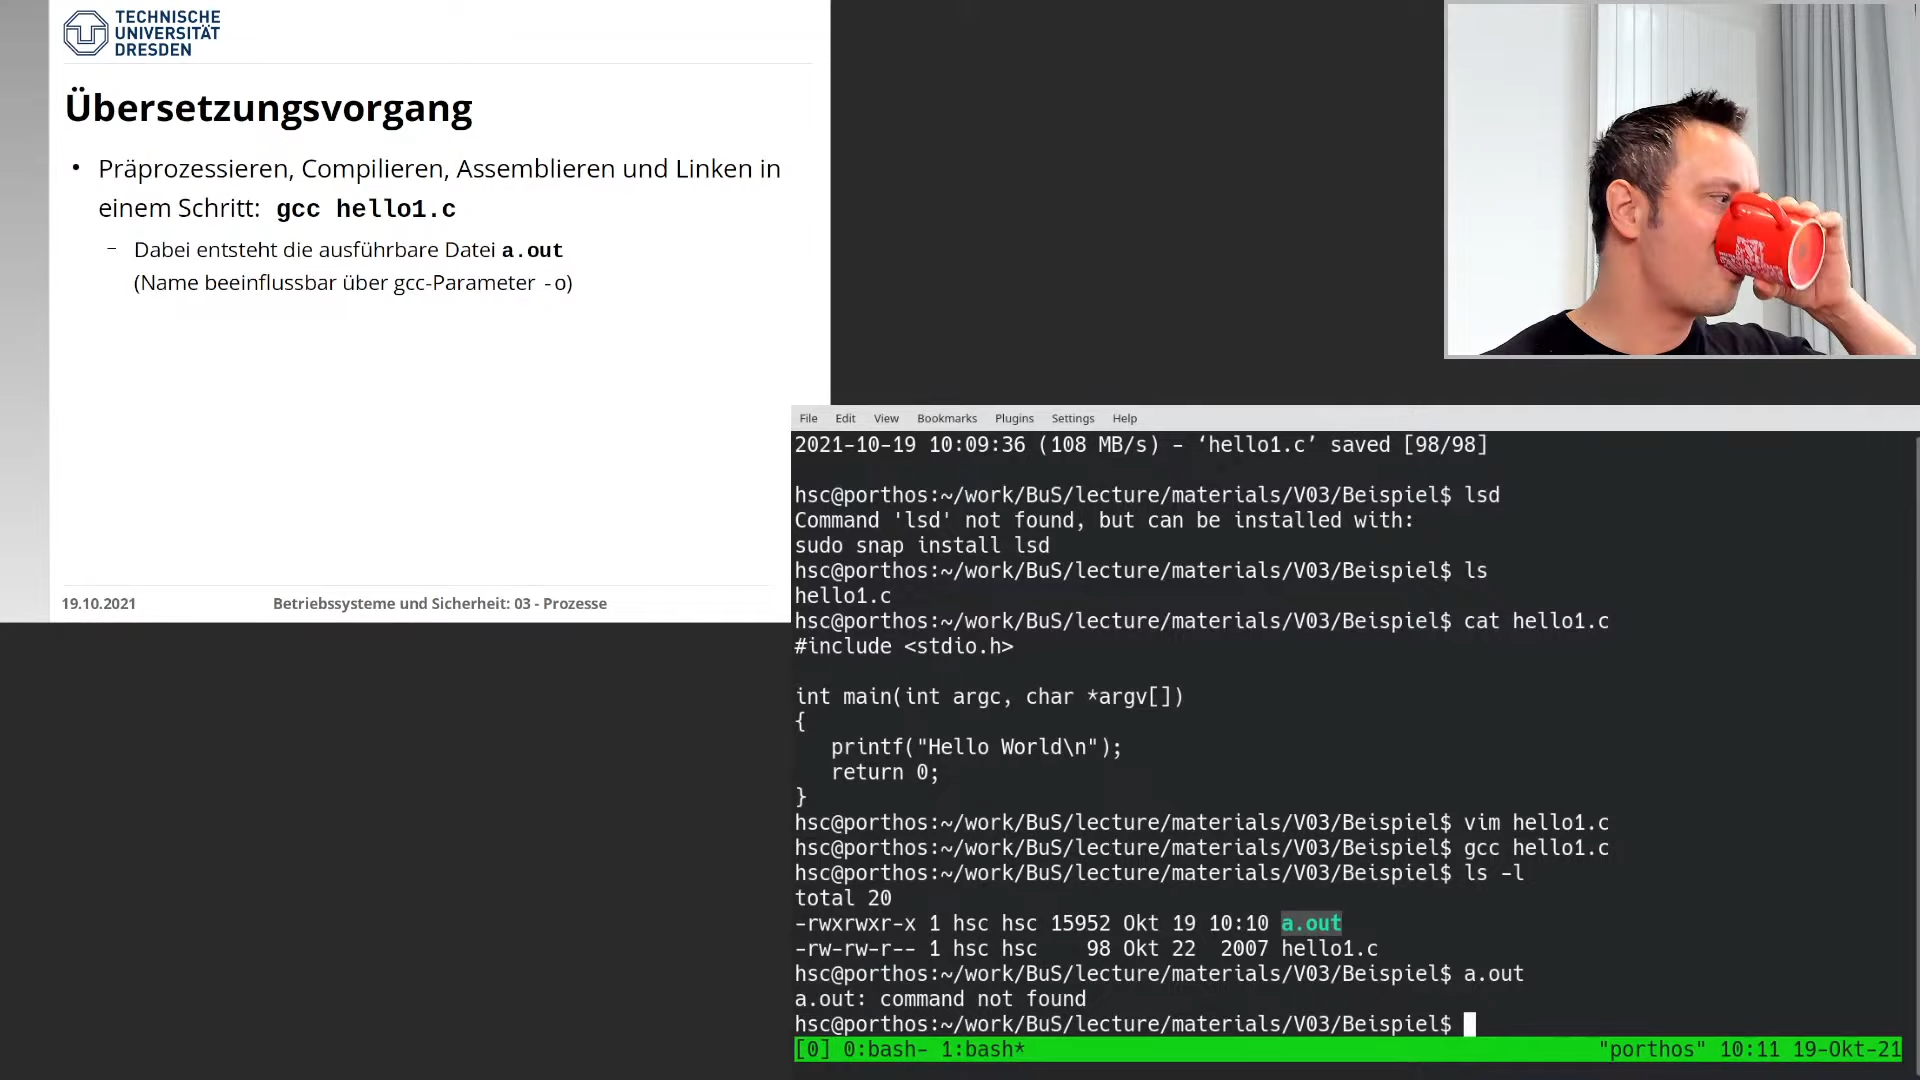 TECHNISCHE
UNIVERSITÄT
DRESDEN
Übersetzungsvorgang
• Präprozessieren, Compilieren, Assemblieren und Linken in
einem Schritt: gcc hello1.c
– Dabei entsteht die ausführbare Datei a.out
(Name beeinflussbar über gcc-Parameter -o)
19.10.2021 Betriebssysteme und Sicherheit: 03 - Prozesse
File Edit View Bookmarks Plugins Settings Help
2021-10-19 10:09:36 (108 MB/s) - ‘hello1.c’ saved [98/98]
hsc@porthos:~/work/BuS/lecture/materials/V03/Beispiel$ lsd
Command 'lsd' not found, but can be installed with:
sudo snap install lsd
hsc@porthos:~/work/BuS/lecture/materials/V03/Beispiel$ ls
hello1.c
hsc@porthos:~/work/BuS/lecture/materials/V03/Beispiel$ cat hello1.c
#include <stdio.h>
int main(int argc, char *argv[])
{
printf("Hello World\n");
return 0;
}
hsc@porthos:~/work/BuS/lecture/materials/V03/Beispiel$ vim hello1.c
hsc@porthos:~/work/BuS/lecture/materials/V03/Beispiel$ gcc hello1.c
hsc@porthos:~/work/BuS/lecture/materials/V03/Beispiel$ ls -l
total 20
-rwxrwxr-x 1 hsc hsc 15952 Okt 19 10:10 a.out
-rw-rw-r-- 1 hsc hsc    98 Okt 22  2007 hello1.c
hsc@porthos:~/work/BuS/lecture/materials/V03/Beispiel$ a.out
a.out: command not found
hsc@porthos:~/work/BuS/lecture/materials/V03/Beispiel$
[0] 0:bash- 1:bash* "porthos" 10:11 19-Okt-21